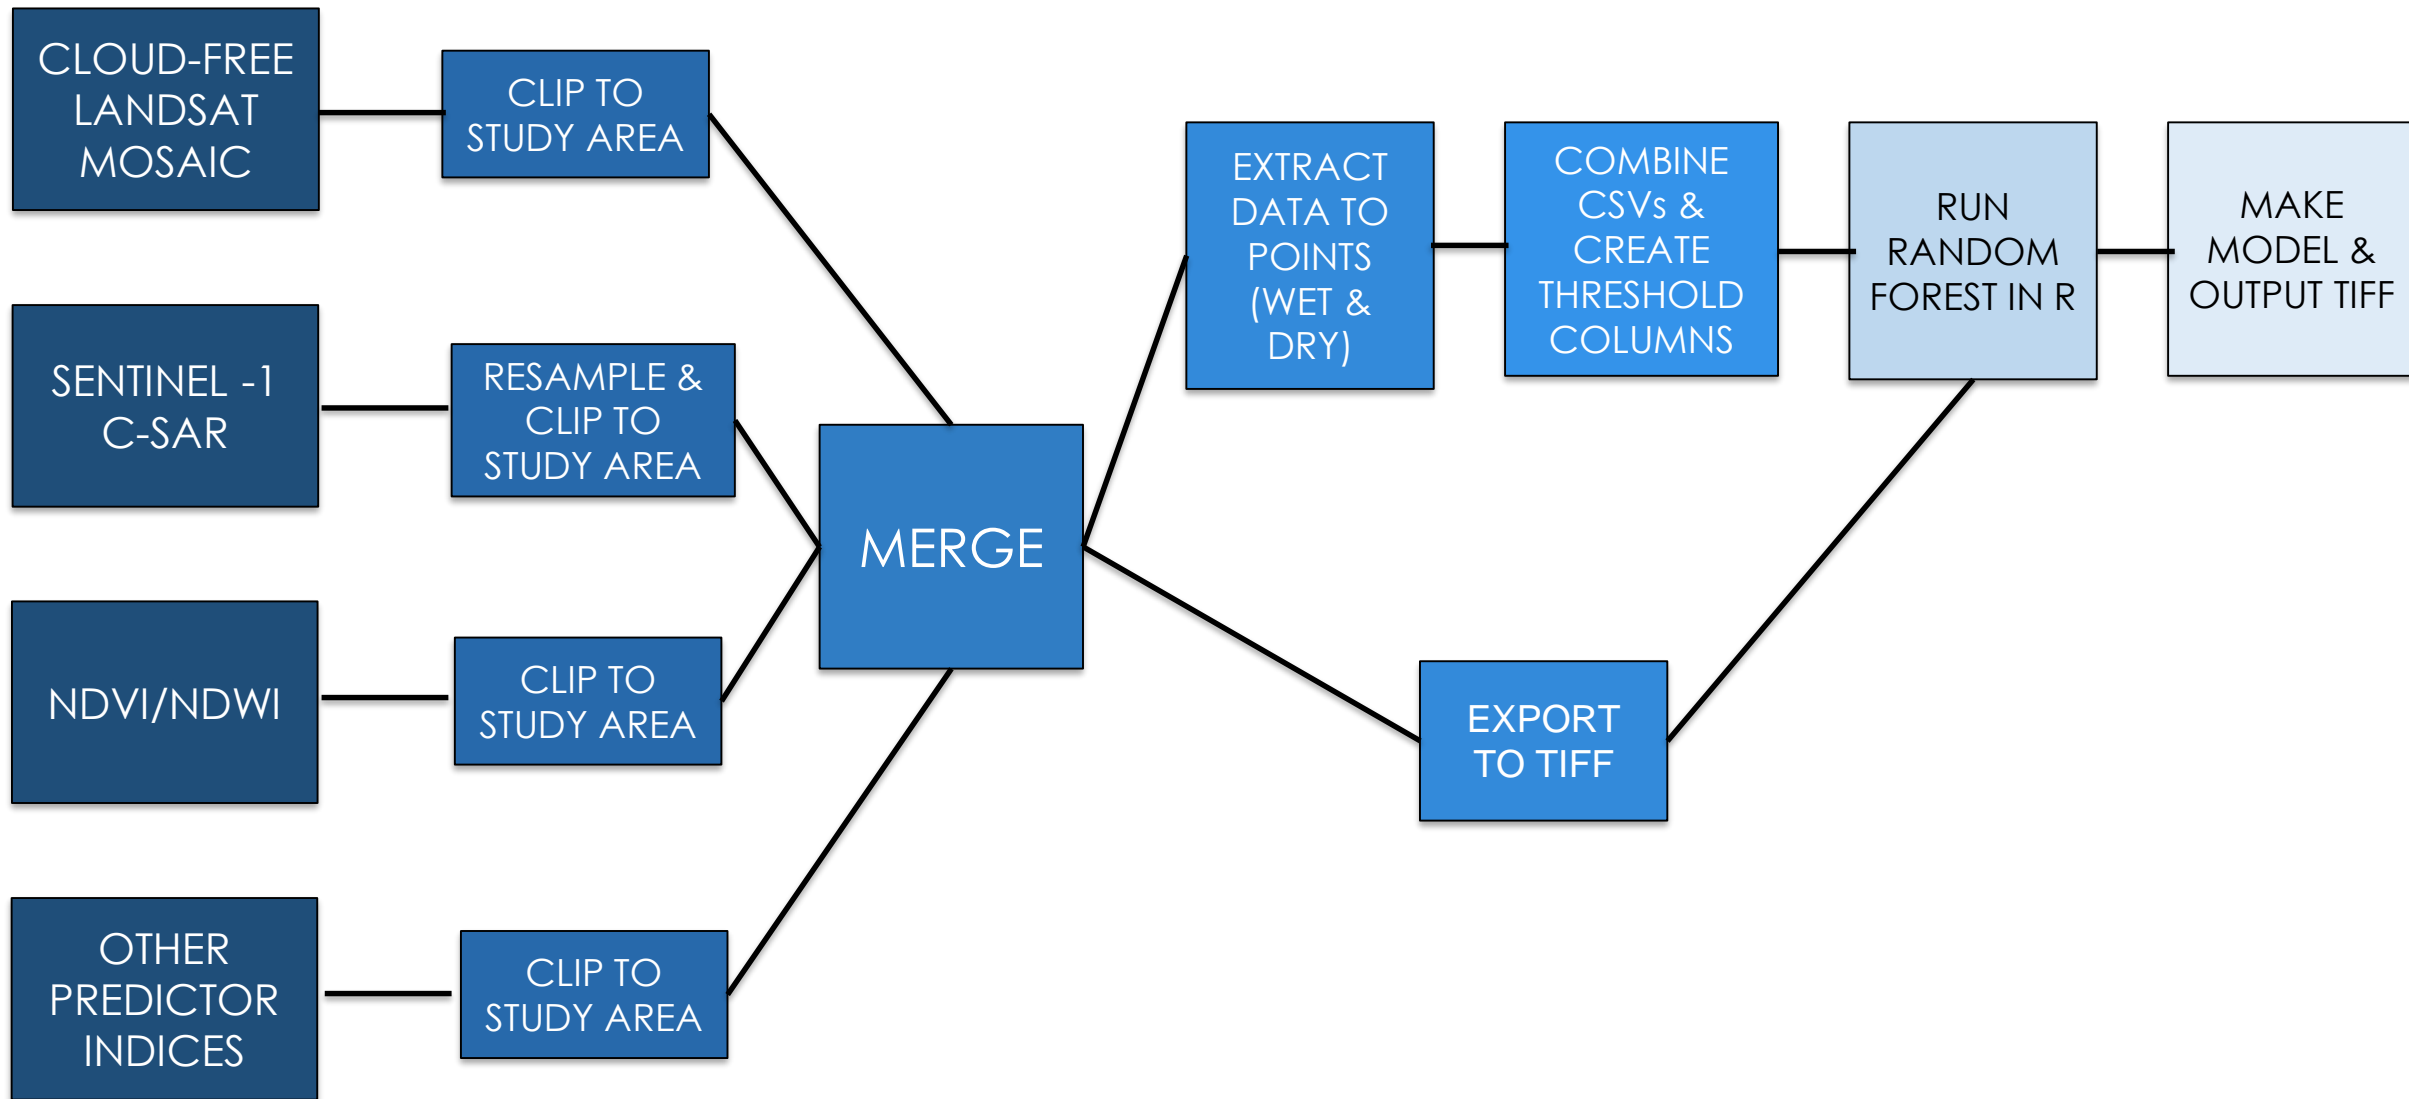 CLOUD-FREE
LANDSAT
MOSAIC
CLIP TO
STUDY AREA
SENTINEL -1
C-SAR
RESAMPLE &
CLIP TO
STUDY AREA
NDVI/NDWI
CLIP TO
STUDY AREA
OTHER
PREDICTOR
INDICES
CLIP TO
STUDY AREA
MERGE
EXTRACT
DATA TO
POINTS
(WET &
DRY)
COMBINE
CSVs &
CREATE
THRESHOLD
COLUMNS
EXPORT
TO TIFF
RUN
RANDOM
FOREST IN R
MAKE
MODEL &
OUTPUT TIFF